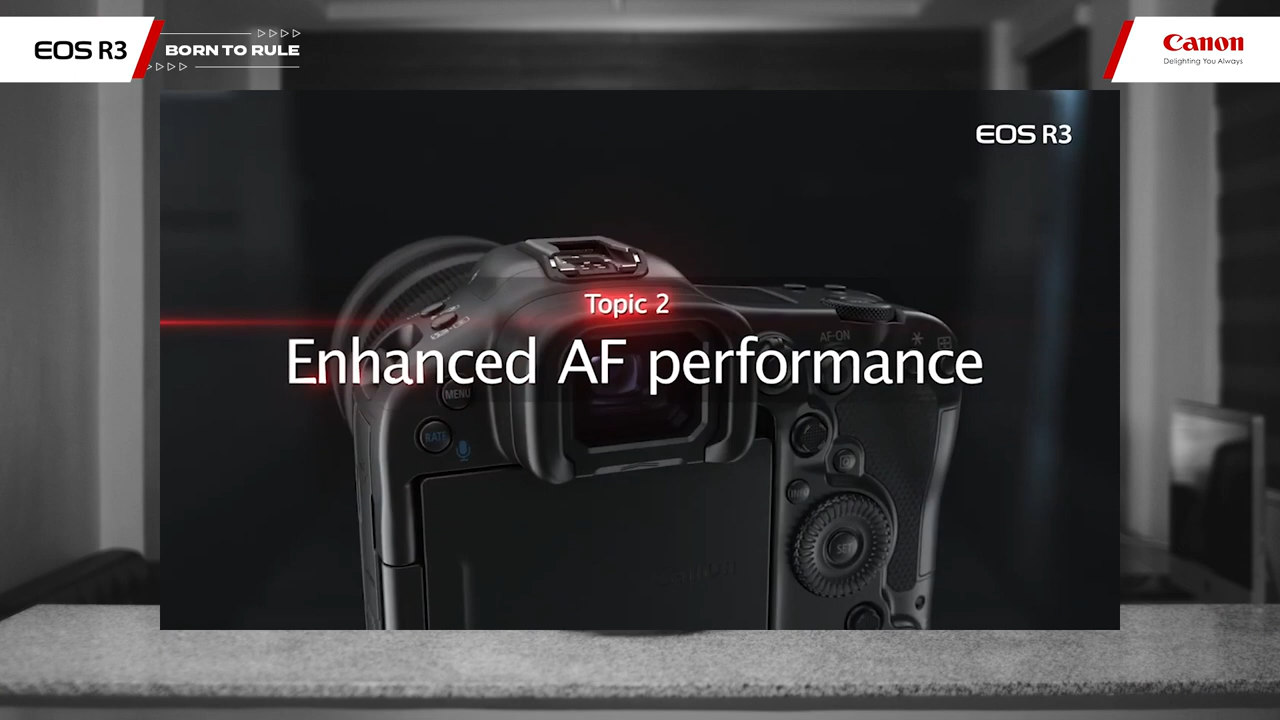 EOS R3
BORN TO RULE
Canon
Delighting You Always
EOS R3
Topic 2
Enhanced AF performance
AF-ON
MENU
RATE
INFO
SET